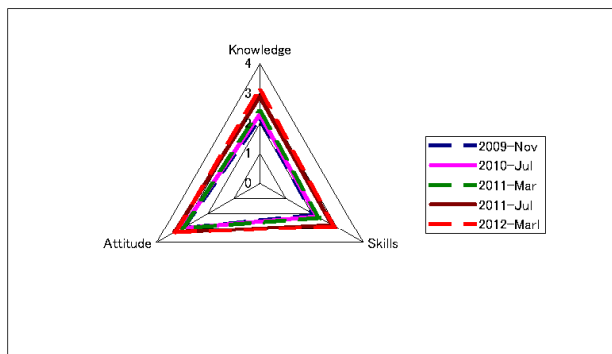 Knowledge
4
3
2
1
0
Attitude
Skills
2009-Nov
2010-Jul
2011-Mar
2011-Jul
2012-Marl